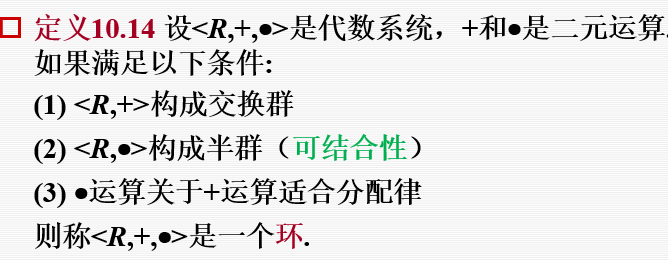 定义10.14 设<R,+,●>是代数系统，+和●是二元运算.
如果满足以下条件:
(1) <R,+>构成交换群
(2) <R,●>构成半群（可结合性）
(3) ●运算关于+运算适合分配律
则称<R,+,●>是一个环.